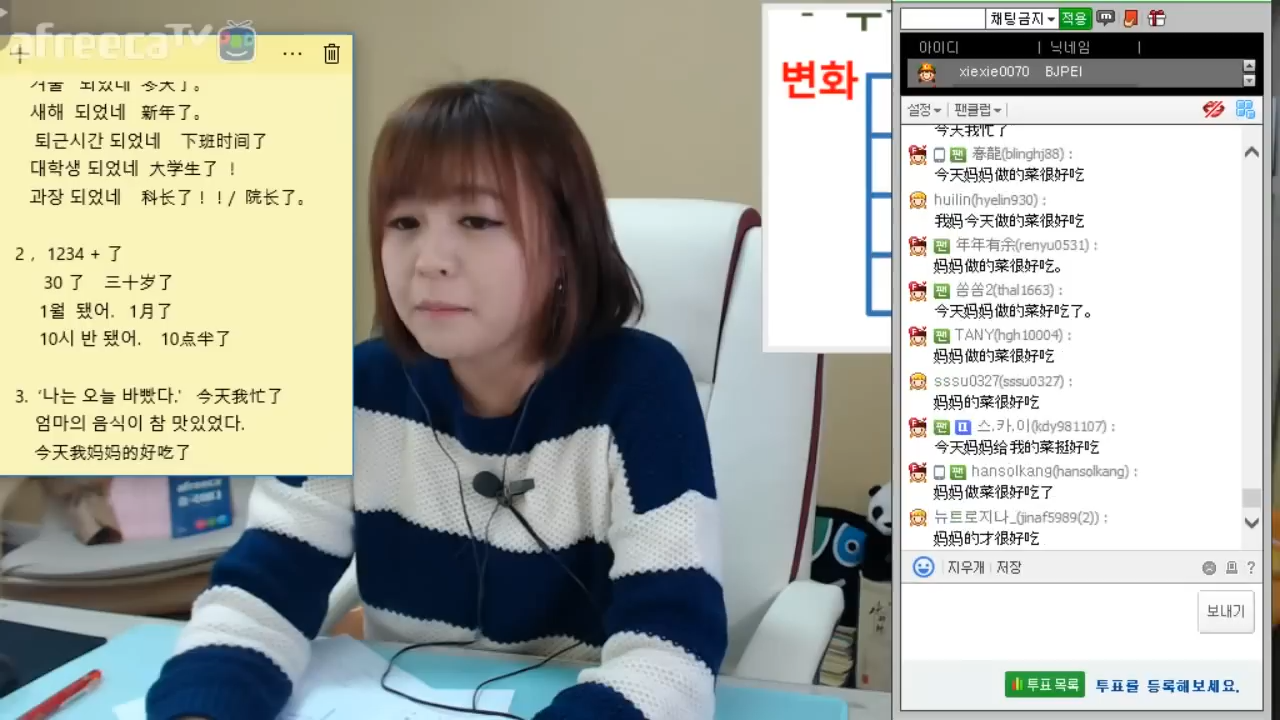 afreecaTV
겨울 되었네 冬天了。
새해 되었네 新年了。
퇴근시간 되었네 下班时间了
대학생 되었네 大学生了 !
과장 되었네 科长了！！/ 院长了。
2 , 1234 + 了
30 了 三十岁了
1월 됐어. 1月了
10시 반 됐어. 10点半了
3. '나는 오늘 바빴다.' 今天我忙了
엄마의 음식이 참 맛있었다.
今天我妈妈的好吃了
변화
채팅금지 적용
아이디 | 닉네임 |
xiexie0070 BJPEI
설정 팬클럽
今天我忙了
팬 春龍(blinghj88) :
今天妈妈做的菜很好吃
huilin(hyelin930) :
我妈今天做的菜很好吃
팬 年年有余(renyu0531) :
妈妈做的菜很好吃。
팬 씀씀2(thal1663) :
今天妈妈做的菜好吃了。
팬 TANY(hgh10004) :
妈妈做的菜很好吃
sssu0327(sssu0327) :
妈妈的菜很好吃
팬 스.카.이(kdy981107) :
今天妈妈给我的菜挺好吃
팬 hansolkang(hansolkang) :
妈妈做菜很好吃了
뉴트로지나_(jinaf5989(2)) :
妈妈的才很好吃
지우개 저장 ?
보내기
투표 목록 투표를 등록해보세요.